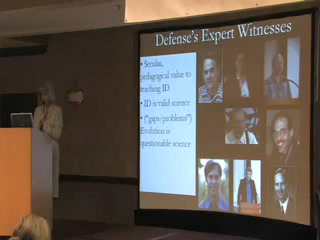 Defense's Expert Witnesses
• Secular,
pedagogical value to
teaching ID
• ID is valid science
• ("gaps/problems")
Evolution is
questionable science